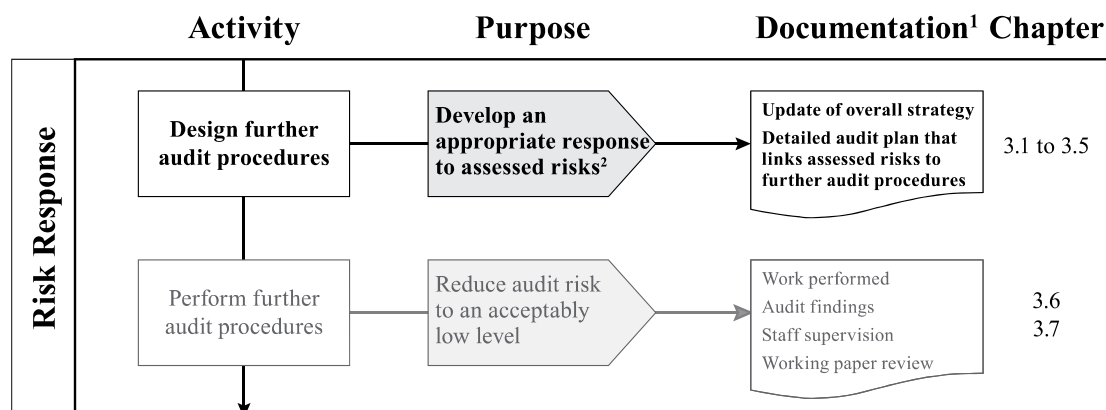 Activity Purpose Documentation¹ Chapter
Risk Response
Design further
audit procedures
Develop an
appropriate response
to assessed risks²
Update of overall strategy
Detailed audit plan that
links assessed risks to
further audit procedures
3.1 to 3.5
Perform further
audit procedures
Reduce audit risk
to an acceptably
low level
Work performed
Audit findings
Staff supervision
Working paper review
3.6
3.7